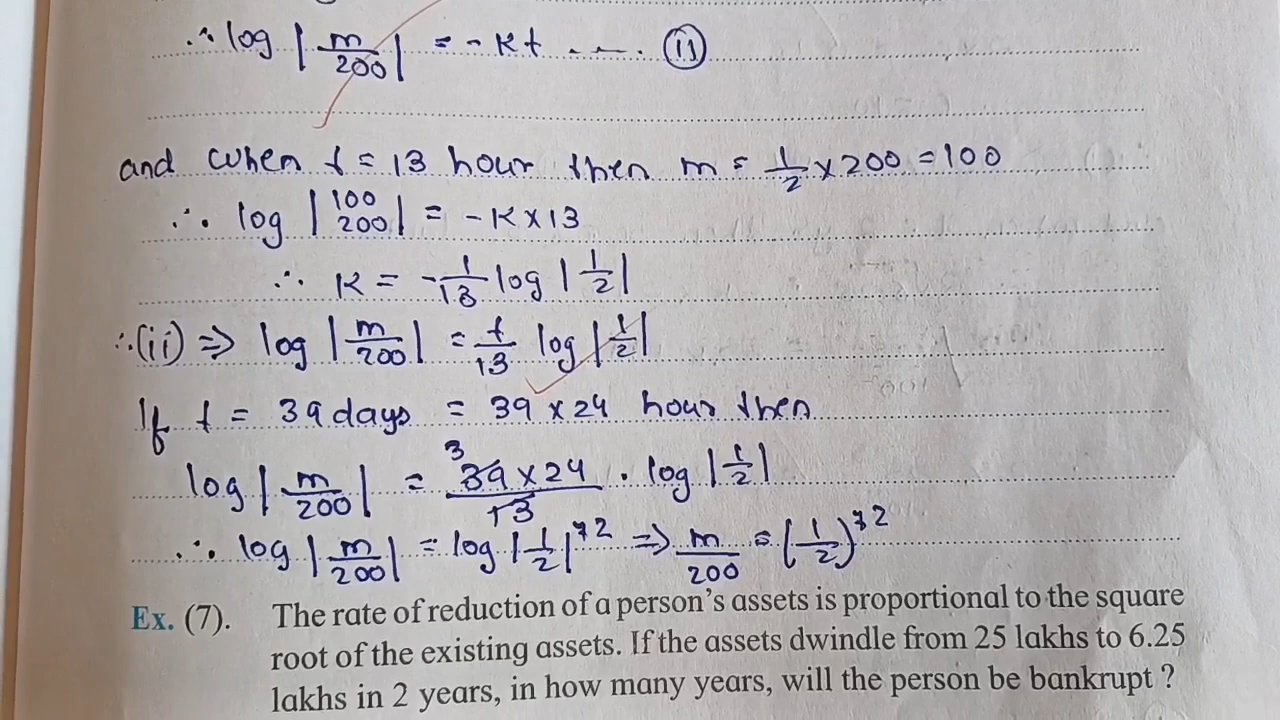 ∴ log |m/200| = -Kt ...... (ii)
and when t = 13 hour then m = 1/2 × 200 = 100
∴ log |100 200| = -K×13
∴ K = -1/13 log |1/2|
∴(ii) ⇒ log |m/200| = t/13 log |1/2|
If t = 39 days = 39 × 24 hour then
log |m/200| = 3 39×24/13 . log |1/2|
∴ log |m/200| = log |1/2|^72 ⇒ m/200 = (1/2)^72
Ex. (7). The rate of reduction of a person's assets is proportional to the square
root of the existing assets. If the assets dwindle from 25 lakhs to 6.25
lakhs in 2 years, in how many years, will the person be bankrupt ?